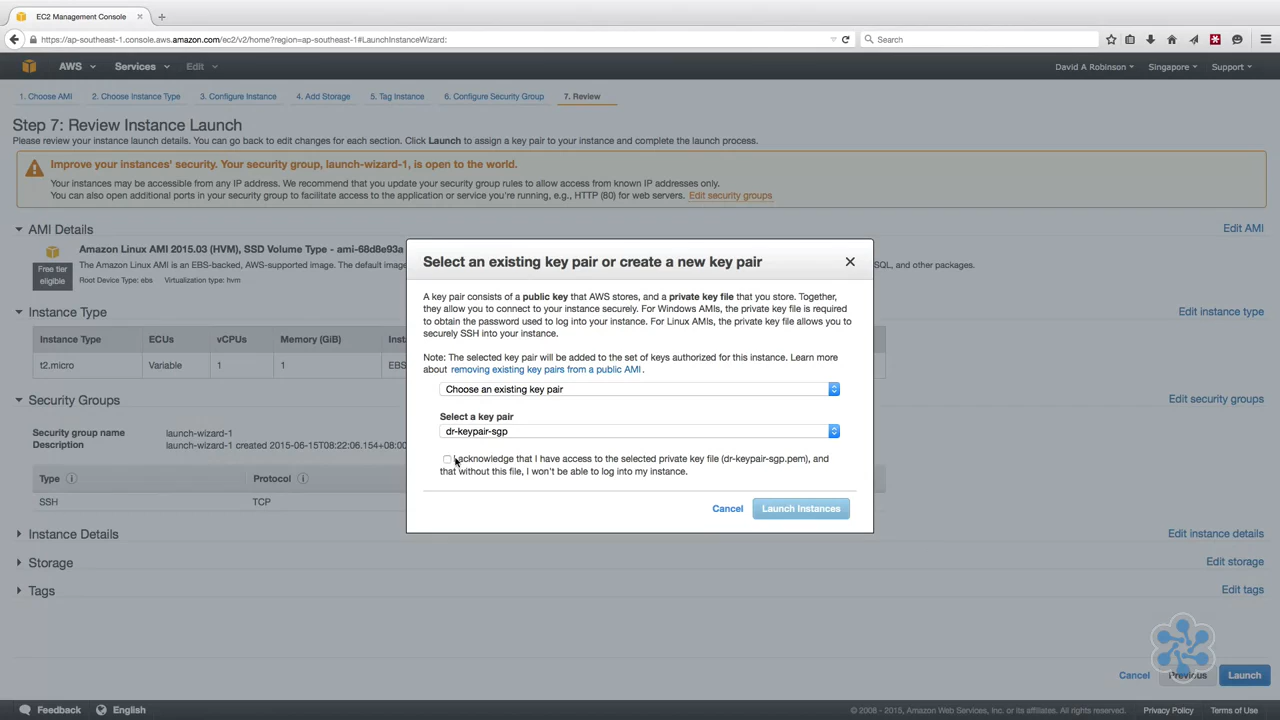 EC2 Management Console
https://ap-southeast-1.console.aws.amazon.com/ec2/v2/home?region=ap-southeast-1#LaunchInstanceWizard:
Search
AWS Services Edit David A Robinson Singapore Support
1. Choose AMI 2. Choose Instance Type 3. Configure Instance 4. Add Storage 5. Tag Instance 6. Configure Security Group 7. Review
Step 7: Review Instance Launch
Please review your instance launch details. You can go back to edit changes for each section. Click Launch to assign a key pair to your instance and complete the launch process.
Improve your instances' security. Your security group, launch-wizard-1, is open to the world.
Your instances may be accessible from any IP address. We recommend that you update your security group rules to allow access from known IP addresses only.
You can also open additional ports in your security group to facilitate access to the application or service you're running, e.g., HTTP (80) for web servers. Edit security groups
AMI Details Edit AMI
Amazon Linux AMI 2015.03 (HVM), SSD Volume Type - ami-68d8e93a
Free tier eligible
The Amazon Linux AMI is an EBS-backed, AWS-supported image. The default imag SQL, and other packages.
Root Device Type: ebs Virtualization type: hvm
Instance Type Edit instance type
Instance Type ECUs vCPUs Memory (GiB) Inst
t2.micro Variable 1 1 EBS
Security Groups Edit security groups
Security group name launch-wizard-1
Description launch-wizard-1 created 2015-06-15T08:22:06.154+08:00
Type Protocol
SSH TCP
Instance Details Edit instance details
Storage Edit storage
Tags Edit tags
Select an existing key pair or create a new key pair
A key pair consists of a public key that AWS stores, and a private key file that you store. Together,
they allow you to connect to your instance securely. For Windows AMIs, the private key file is required
to obtain the password used to log into your instance. For Linux AMIs, the private key file allows you to
securely SSH into your instance.
Note: The selected key pair will be added to the set of keys authorized for this instance. Learn more
about removing existing key pairs from a public AMI.
Choose an existing key pair
Select a key pair
dr-keypair-sgp
I acknowledge that I have access to the selected private key file (dr-keypair-sgp.pem), and
that without this file, I won't be able to log into my instance.
Cancel Launch Instances
Cancel Previous Launch
Feedback English © 2008 - 2015, Amazon Web Services, Inc. or its affiliates. All rights reserved. Privacy Policy Terms of Use